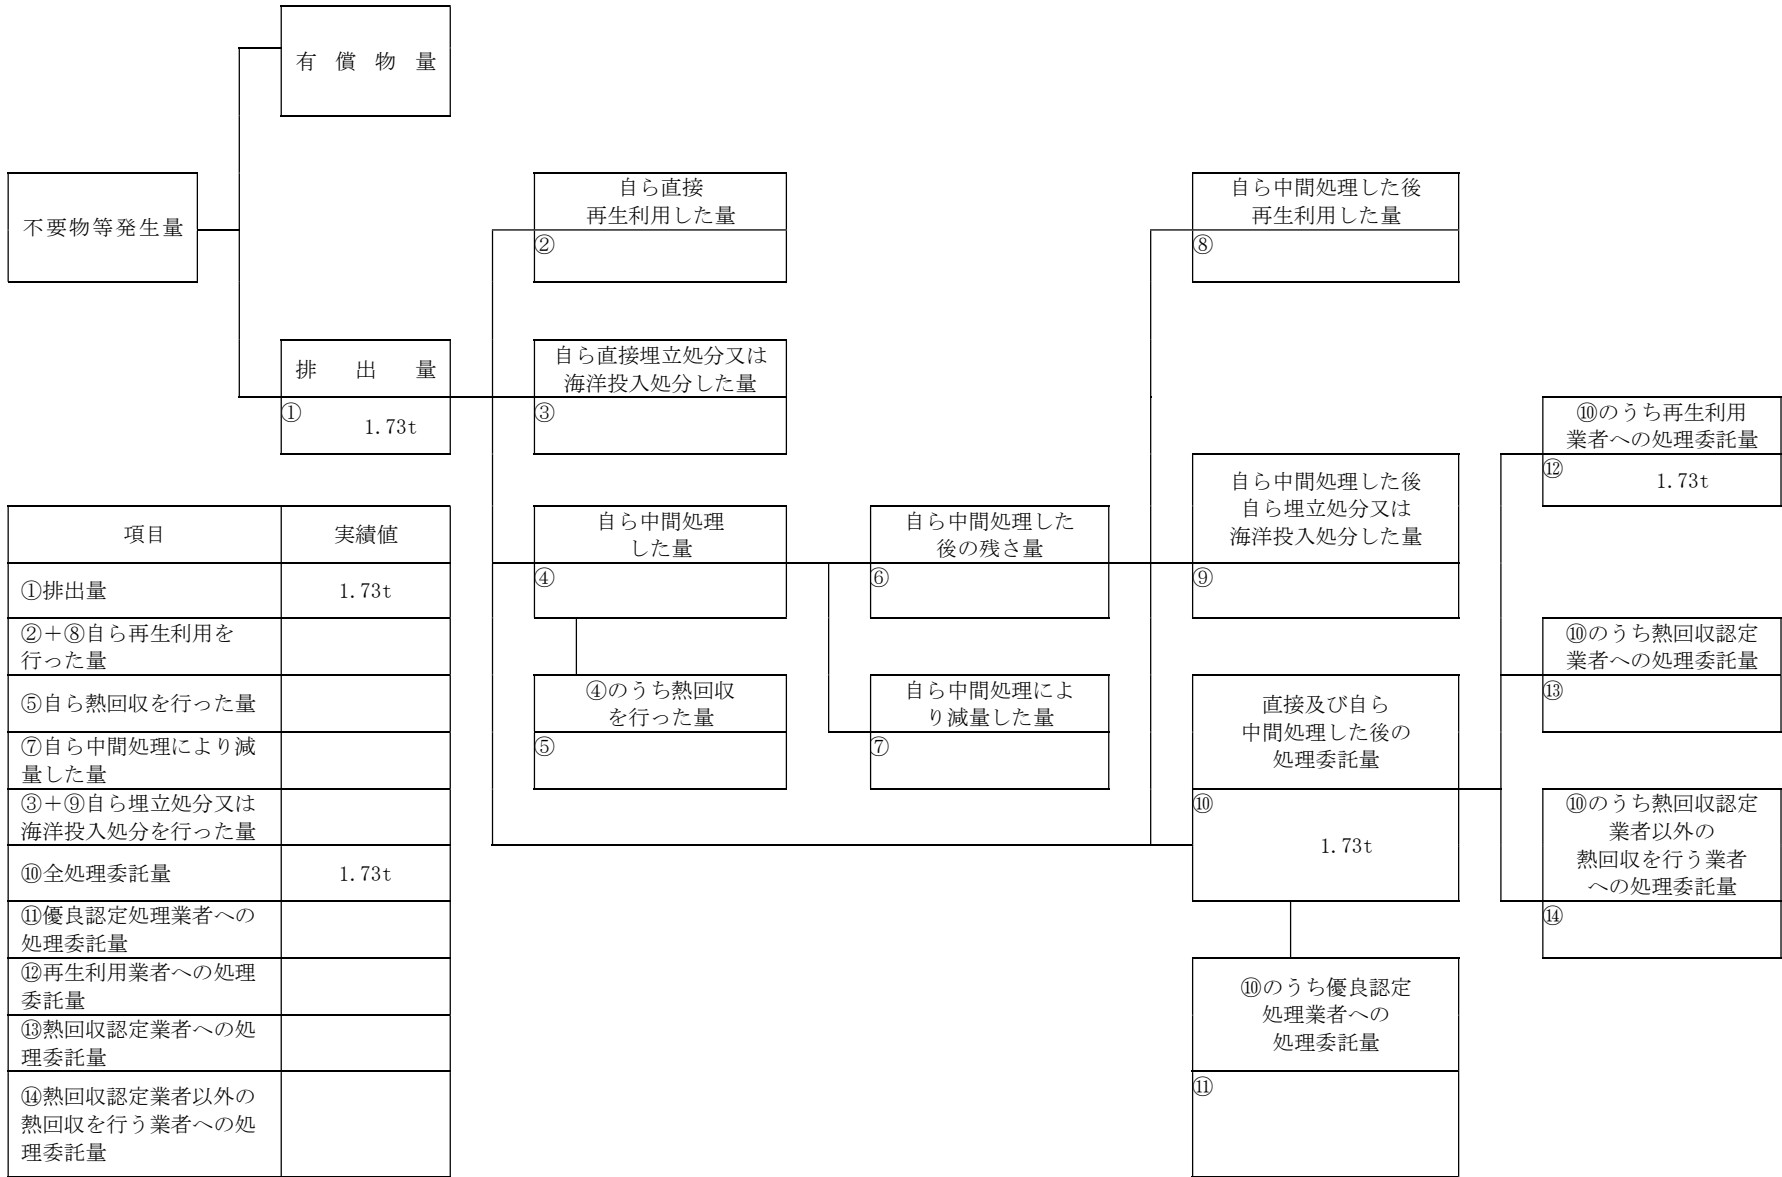 有償物量
不要物等発生量
自ら直接
再生利用した量
②
自ら中間処理した後
再生利用した量
⑧
排出量
①
1.73t
自ら直接埋立処分又は
海洋投入処分した量
③
⑩のうち再生利用
業者への処理委託量
⑫
1.73t
自ら中間処理した後
自ら埋立処分又は
海洋投入処分した量
⑨
自ら中間処理
した量
④
自ら中間処理した
後の残さ量
⑥
⑩のうち熱回収認定
業者への処理委託量
⑬
④のうち熱回収
を行った量
⑤
自ら中間処理によ
り減量した量
⑦
直接及び自ら
中間処理した後の
処理委託量
⑩
1.73t
⑩のうち熱回収認定
業者以外の
熱回収を行う業者
への処理委託量
⑭
⑩のうち優良認定
処理業者への
処理委託量
⑪
項目 実績値
①排出量 1.73t
②+⑧自ら再生利用を
行った量
⑤自ら熱回収を行った量
⑦自ら中間処理により減
量した量
③+⑨自ら埋立処分又は
海洋投入処分を行った量
⑩全処理委託量 1.73t
⑪優良認定処理業者への
処理委託量
⑫再生利用業者への処理
委託量
⑬熱回収認定業者への処
理委託量
⑭熱回収認定業者以外の
熱回収を行う業者への処
理委託量